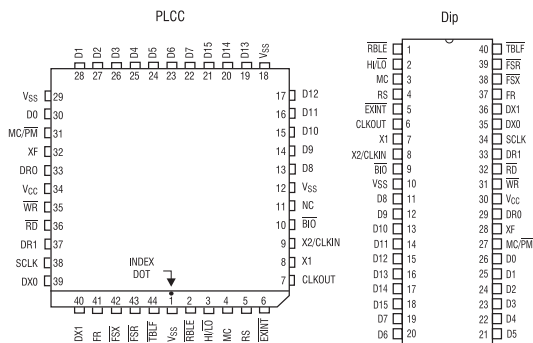 PLCC
D1 D2 D3 D4 D5 D6 D7 D15 D14 D13 VSS
28 27 26 25 24 23 22 21 20 19 18
VSS 29
D0 30
MC/PM 31
XF 32
DR0 33
VCC 34
WR 35
RD 36
DR1 37
SCLK 38
DX0 39
17 D12
16 D11
15 D10
14 D9
13 D8
12 VSS
11 NC
10 BIO
9 X2/CLKIN
8 X1
7 CLKOUT
INDEX
DOT
40 41 42 43 44 1 2 3 4 5 6
DX1 FR FSX FSR TBLF VSS RBLE HI/LO MC RS EXINT
Dip
RBLE 1 40 TBLF
HI/LO 2 39 FSR
MC 3 38 FSX
RS 4 37 FR
EXINT 5 36 DX1
CLKOUT 6 35 DX0
X1 7 34 SCLK
X2/CLKIN 8 33 DR1
BIO 9 32 RD
VSS 10 31 WR
D8 11 30 VCC
D9 12 29 DR0
D10 13 28 XF
D11 14 27 MC/PM
D12 15 26 D0
D13 16 25 D1
D14 17 24 D2
D15 18 23 D3
D7 19 22 D4
D6 20 21 D5